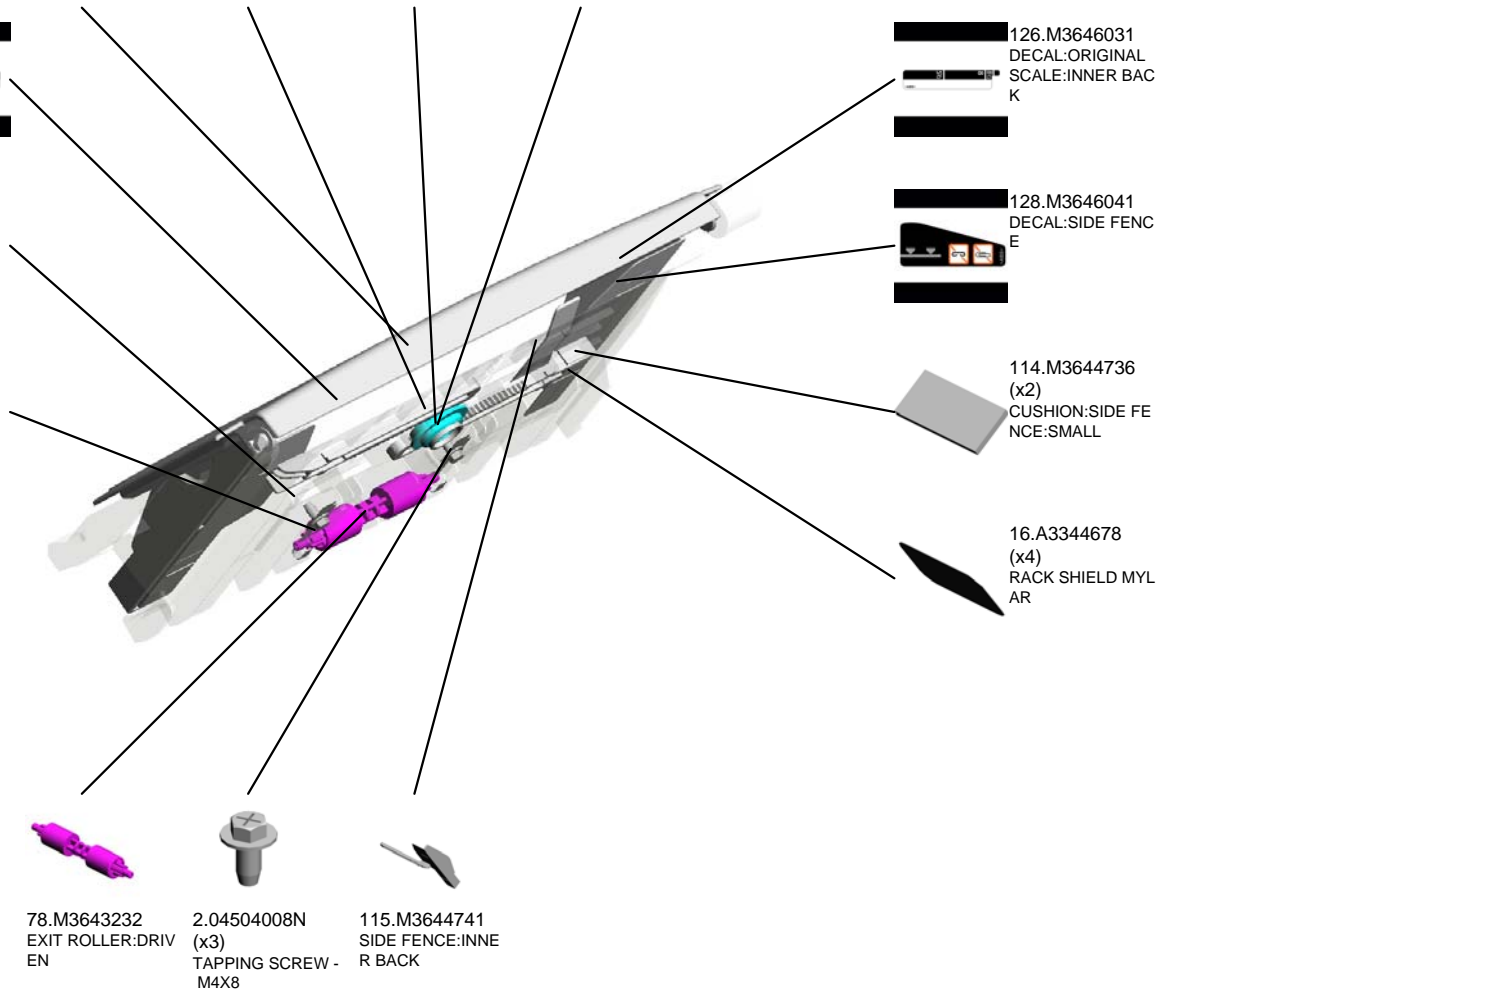 126.M3646031
DECAL:ORIGINAL
SCALE:INNER BAC
K
128.M3646041
DECAL:SIDE FENC
E
114.M3644736
(x2)
CUSHION:SIDE FE
NCE:SMALL
16.A3344678
(x4)
RACK SHIELD MYL
AR
78.M3643232
EXIT ROLLER:DRIV
EN
2.04504008N
(x3)
TAPPING SCREW -
M4X8
115.M3644741
SIDE FENCE:INNE
R BACK